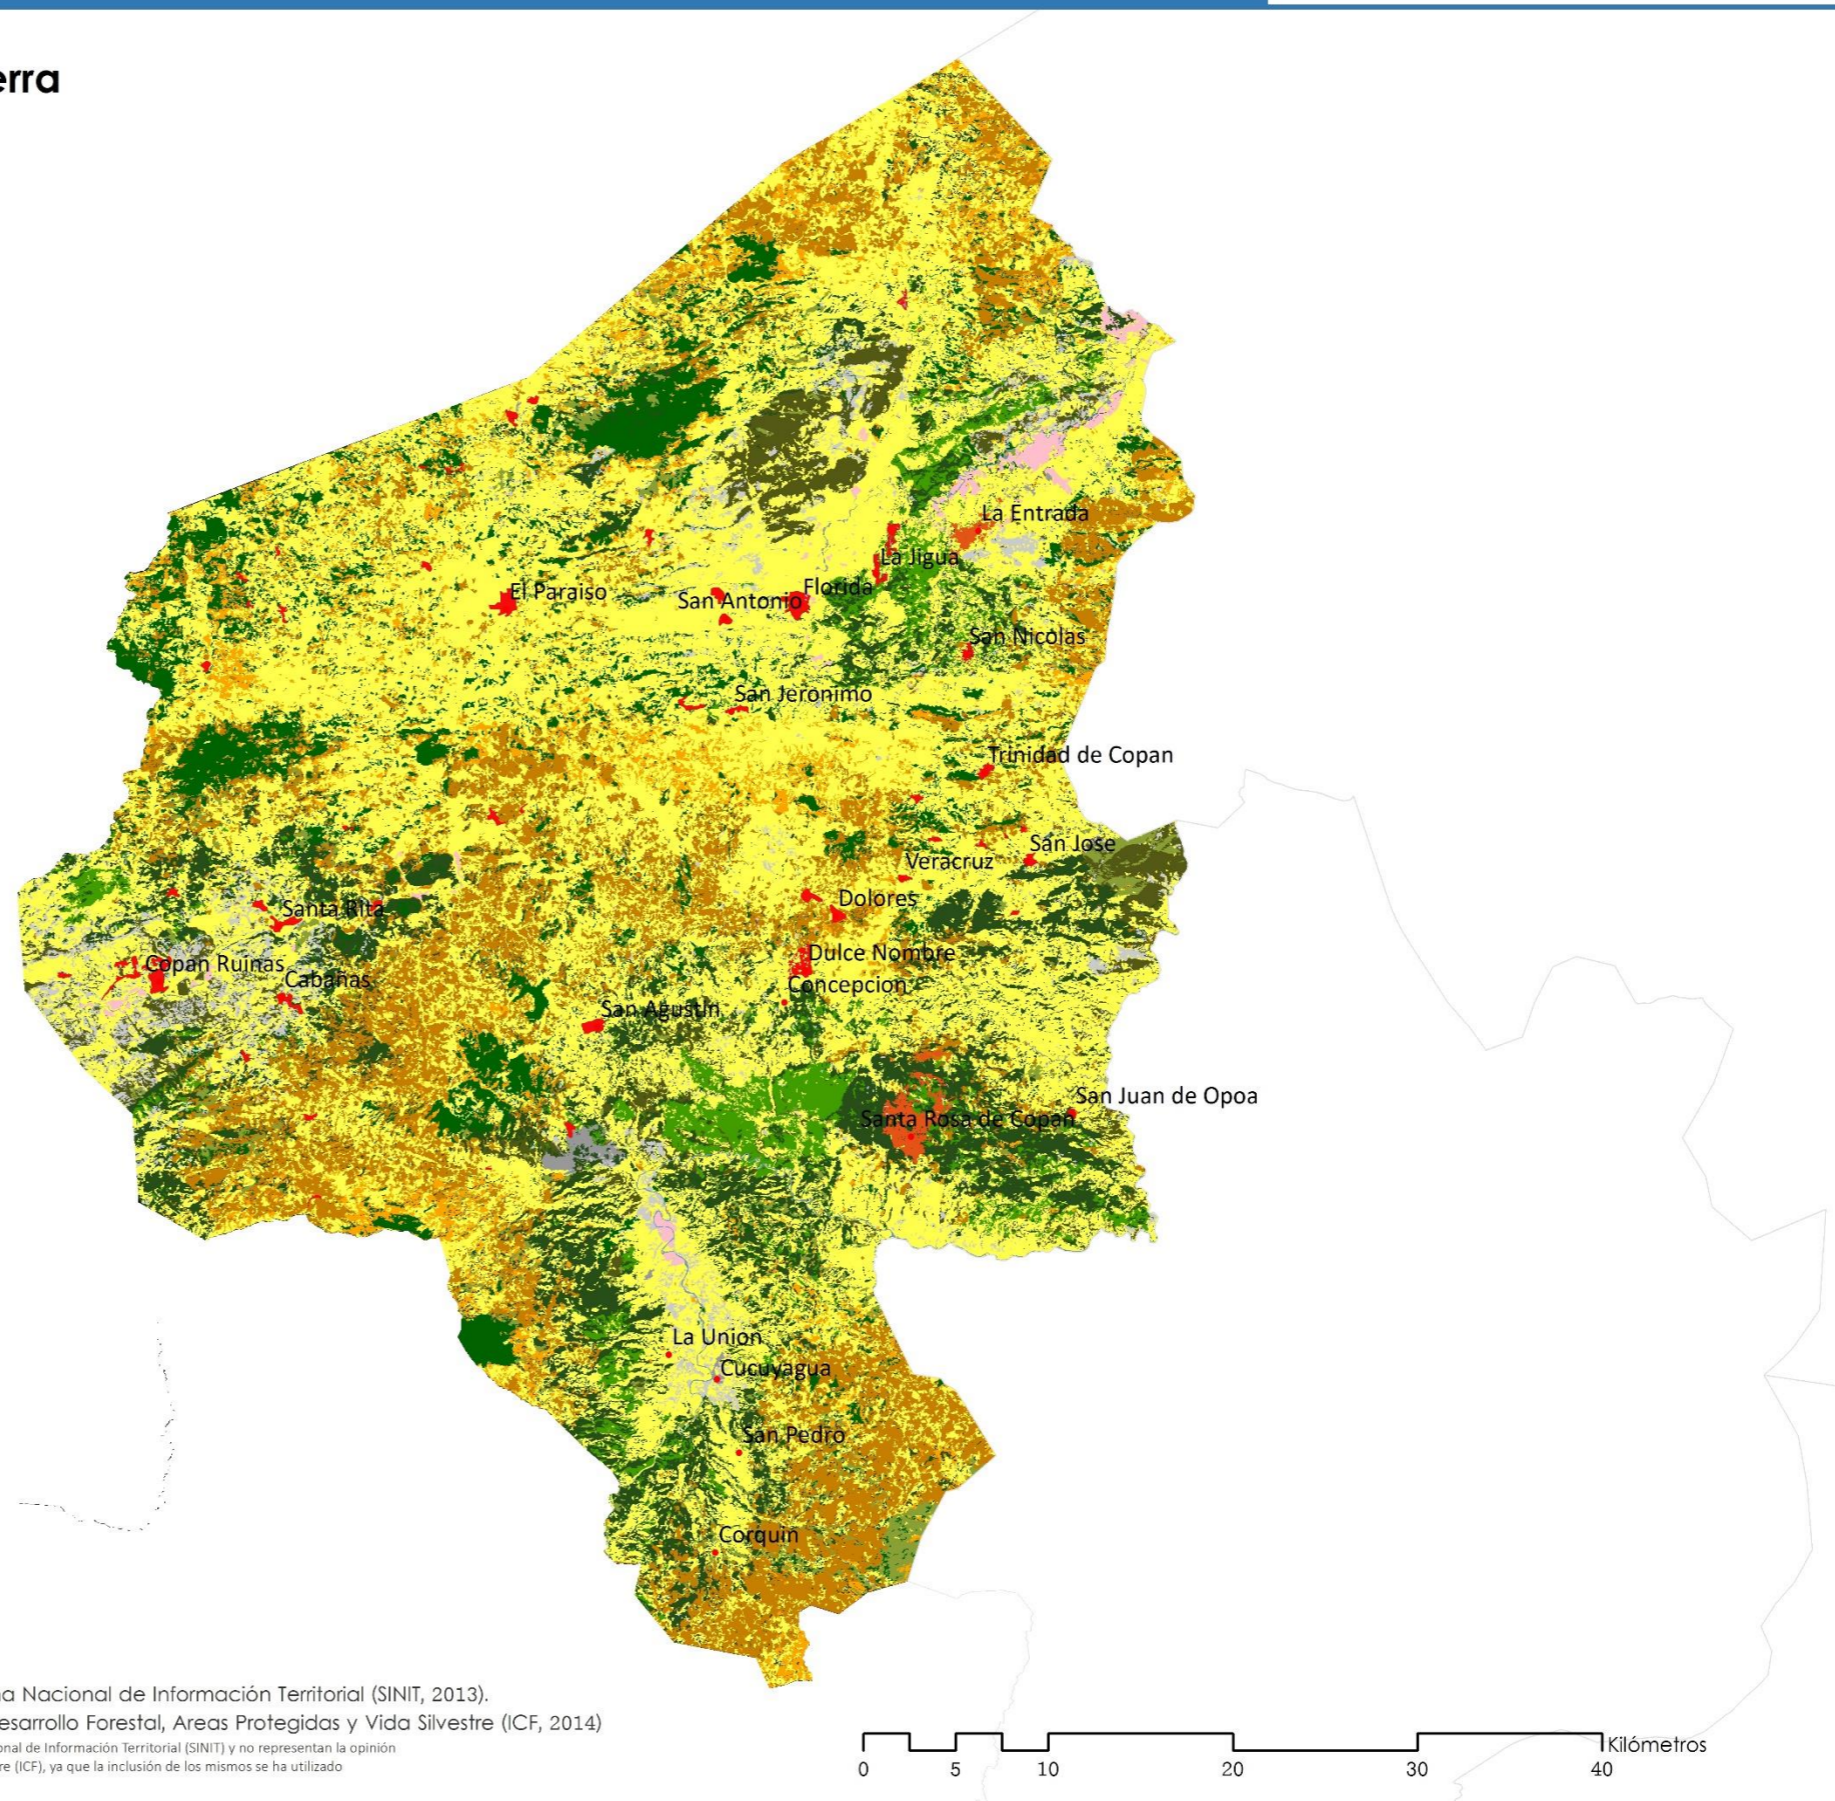 erra
La Entrada
La Jigua
El Paraiso
San Antonio
Florida
San Nicolas
San Jeronimo
Trinidad de Copan
San Jose
Veracruz
Dolores
Santa Rita
Dulce Nombre
Copan Ruinas
Cabañas
Concepcion
San Agustin
San Juan de Opoa
Santa Rosa de Copan
La Union
Cucuyagua
San Pedro
Corquin
a Nacional de Información Territorial (SINIT, 2013).
esarrollo Forestal, Areas Protegidas y Vida Silvestre (ICF, 2014)
onal de Información Territorial (SINIT) y no representan la opinión
re (ICF), ya que la inclusión de los mismos se ha utilizado
Kilómetros
0 5 10 20 30 40